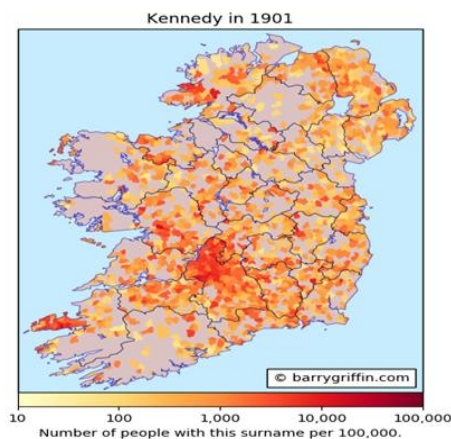 Kennedy in 1901
© barrygriffin.com
10 100 1,000 10,000 100,000
Number of people with this surname per 100,000.